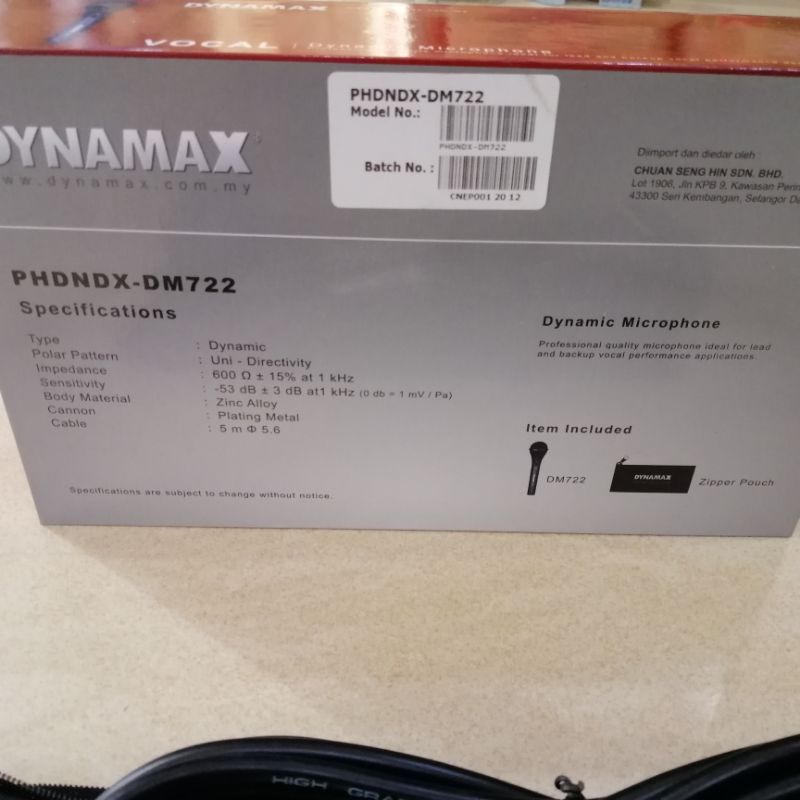 DYNAMAX
VOCAL | Dynamic Microphone
DYNAMAX
www.dynamax.com.my
PHDNDX-DM722
Model No.:
PHDNDX-DM722
Batch No. :
CNEP001 20 12
Diimport dan diedar oleh
CHUAN SENG HIN SDN. BHD.
Lot 1906, Jln KPB 9, Kawasan
43300 Seri Kembangan, Selangor
PHDNDX-DM722
Specifications
Type : Dynamic
Polar Pattern : Uni - Directivity
Impedance : 600 Ω ± 15% at 1 kHz
Sensitivity : -53 dB ± 3 dB at1 kHz (0 db = 1 mV / Pa)
Body Material : Zinc Alloy
Cannon : Plating Metal
Cable : 5 m Φ 5.6
Specifications are subject to change without notice.
Dynamic Microphone
Professional quality microphone ideal for lead
and backup vocal performance applications.
Item Included
DM722
DYNAMAX
Zipper Pouch
HIGH